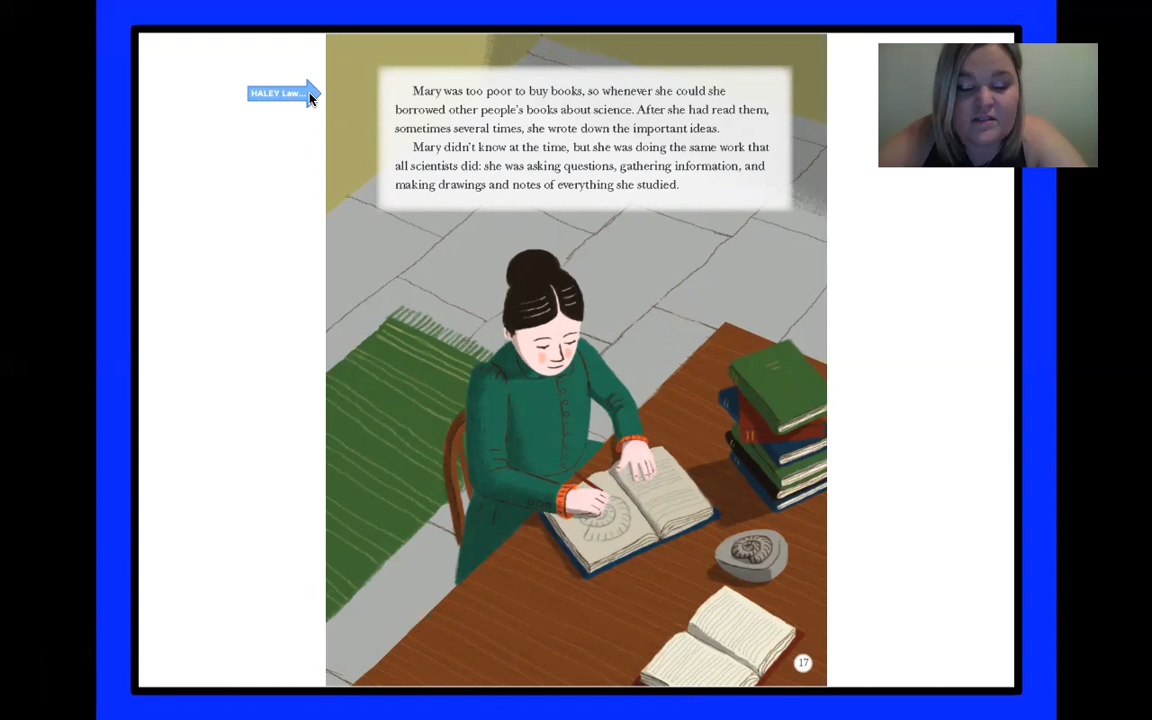 HALEY Law...
Mary was too poor to buy books, so whenever she could she
borrowed other people's books about science. After she had read them,
sometimes several times, she wrote down the important ideas.
Mary didn't know at the time, but she was doing the same work that
all scientists did: she was asking questions, gathering information, and
making drawings and notes of everything she studied.
17